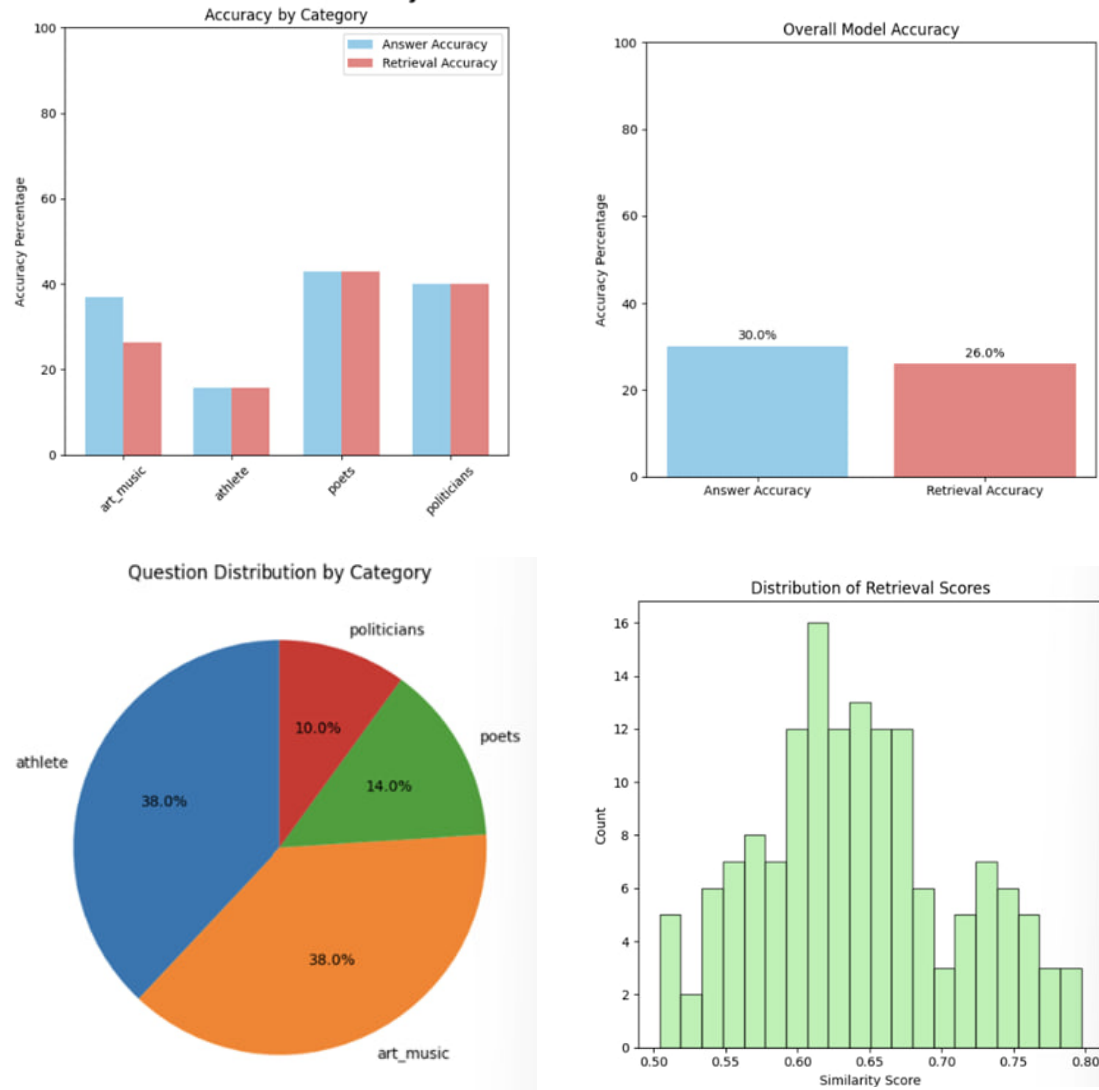 Accuracy by Category
100
80
60
40
20
0
Accuracy Percentage
Answer Accuracy
Retrieval Accuracy
art_music
athlete
poets
politicians
Overall Model Accuracy
100
80
60
40
20
0
Accuracy Percentage
30.0%
26.0%
Answer Accuracy
Retrieval Accuracy
Question Distribution by Category
politicians
poets
athlete
art_music
10.0%
14.0%
38.0%
38.0%
Distribution of Retrieval Scores
16
14
12
10
8
6
4
2
0
Count
0.50
0.55
0.60
0.65
0.70
0.75
0.80
Similarity Score